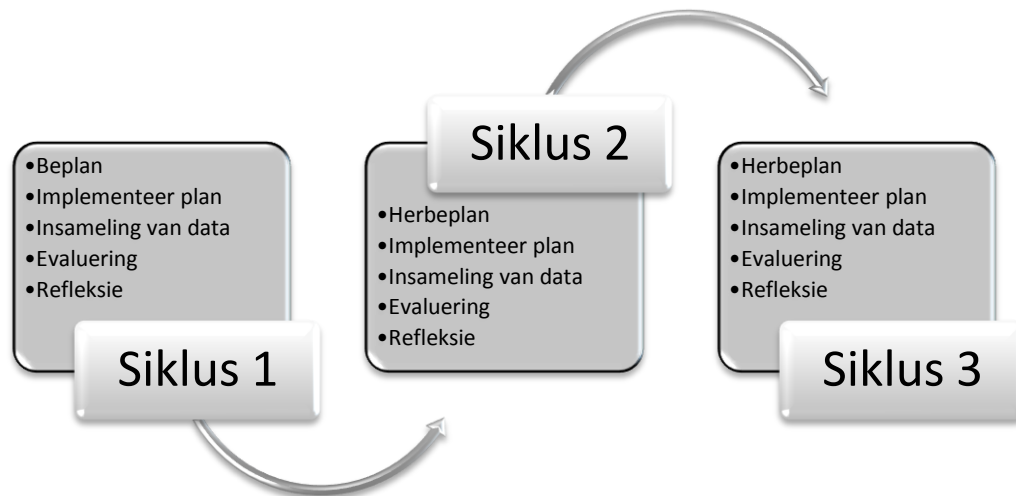 •Beplan
•Implementeer plan
•Insameling van data
•Evaluering
•Refleksie
Siklus 1
Siklus 2
•Herbeplan
•Implementeer plan
•Insameling van data
•Evaluering
•Refleksie
•Herbeplan
•Implementeer plan
•Insameling van data
•Evaluering
•Refleksie
Siklus 3